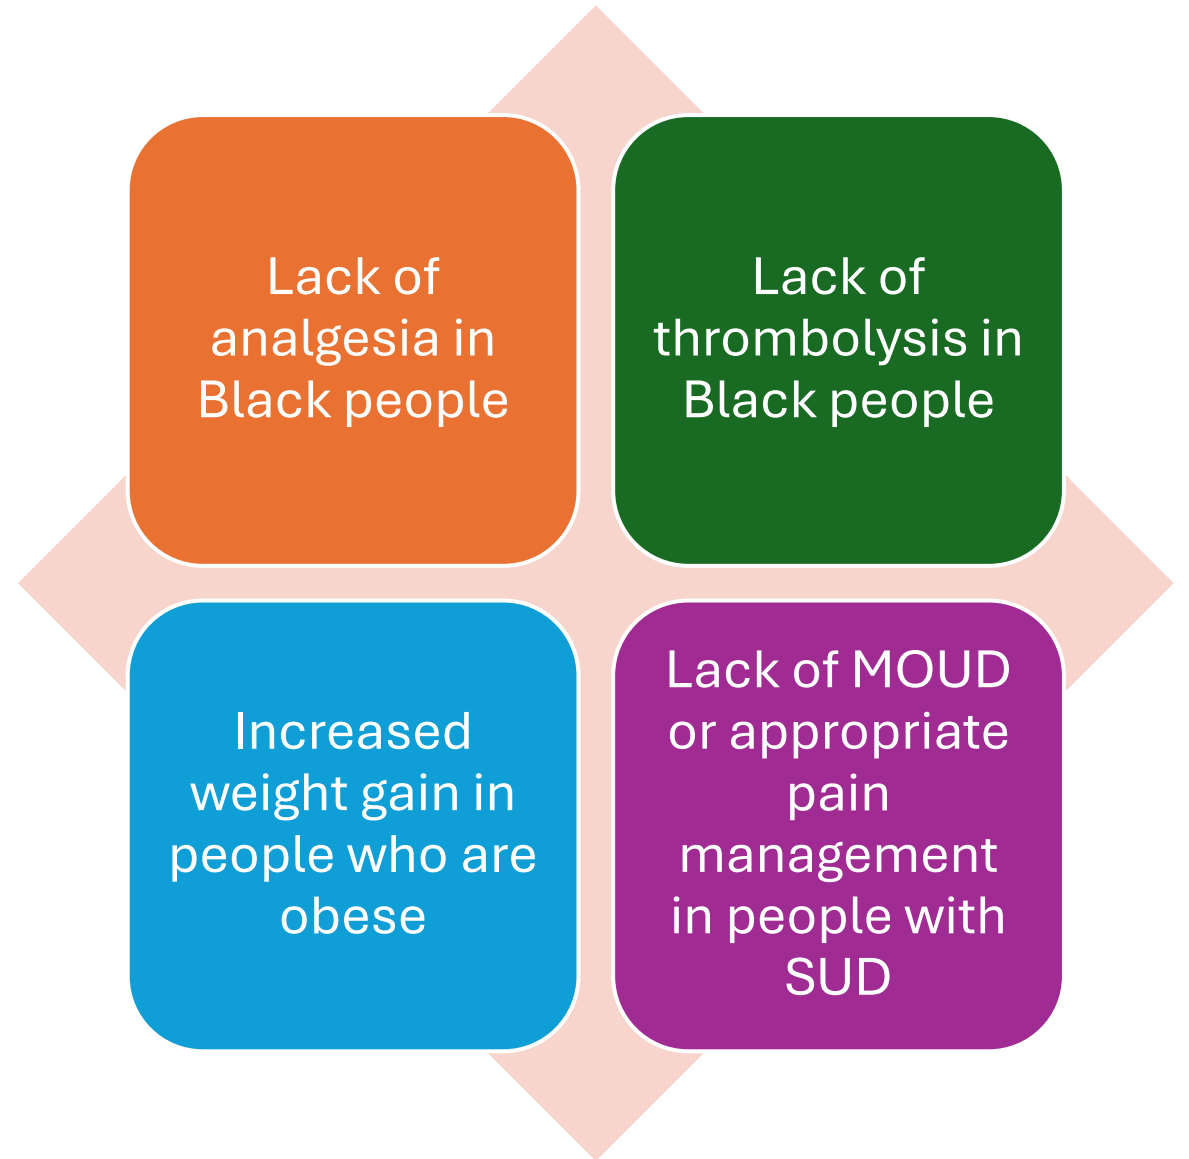 Lack of
analgesia in
Black people
Lack of
thrombolysis in
Black people
Increased
weight gain in
people who are
obese
Lack of MOUD
or appropriate
pain
management
in people with
SUD